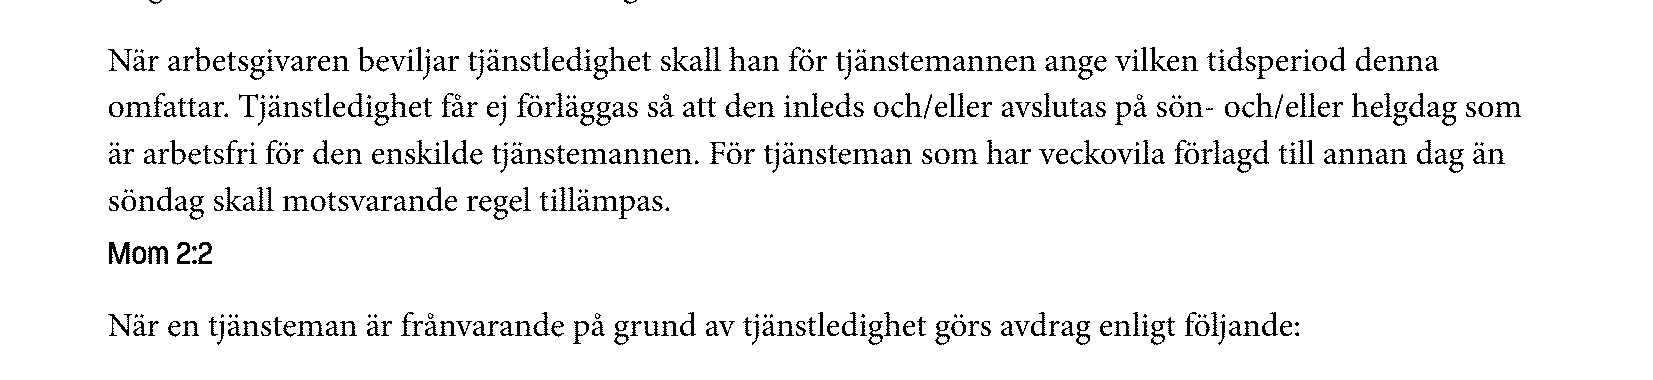 När arbetsgivaren beviljar tjänstledighet skall han för tjänstemannen ange vilken tidsperiod denna
omfattar. Tjänstledighet får ej förläggas så att den inleds och/eller avslutas på sön- och/eller helgdag som
är arbetsfri för den enskilde tjänstemannen. För tjänsteman som har veckovila förlagd till annan dag än
söndag skall motsvarande regel tillämpas.
Mom 2:2
När en tjänsteman är frånvarande på grund av tjänstledighet görs avdrag enligt följande: